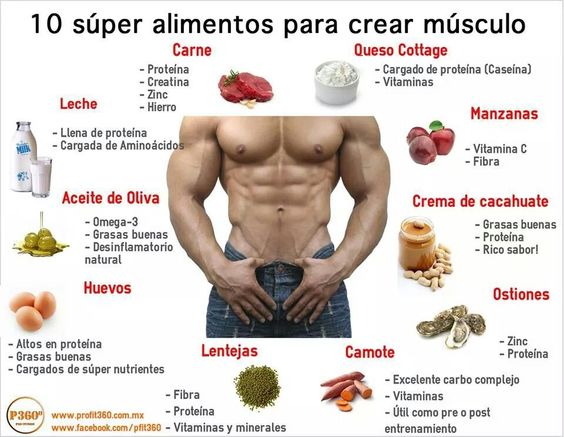 10 súper alimentos para crear músculo
Carne
- Proteína
- Creatina
- Zinc
- Hierro
Queso Cottage
- Cargado de proteína (Caseína)
- Vitaminas
Leche
- Llena de proteína
- Cargada de Aminoácidos
Milk
Manzanas
- Vitamina C
- Fibra
Aceite de Oliva
- Omega-3
- Grasas buenas
- Desinflamatorio
natural
Crema de cacahuate
- Grasas buenas
- Proteína
- Rico sabor!
Huevos
- Altos en proteína
- Grasas buenas
- Cargados de súper nutrientes
Ostiones
- Zinc
- Proteína
Lentejas
- Fibra
- Proteína
- Vitaminas y minerales
Camote
- Excelente carbo complejo
- Vitaminas
- Útil como pre o post
entrenamiento
P360°
www.profit360.com.mx
www.facebook.com/pfit360